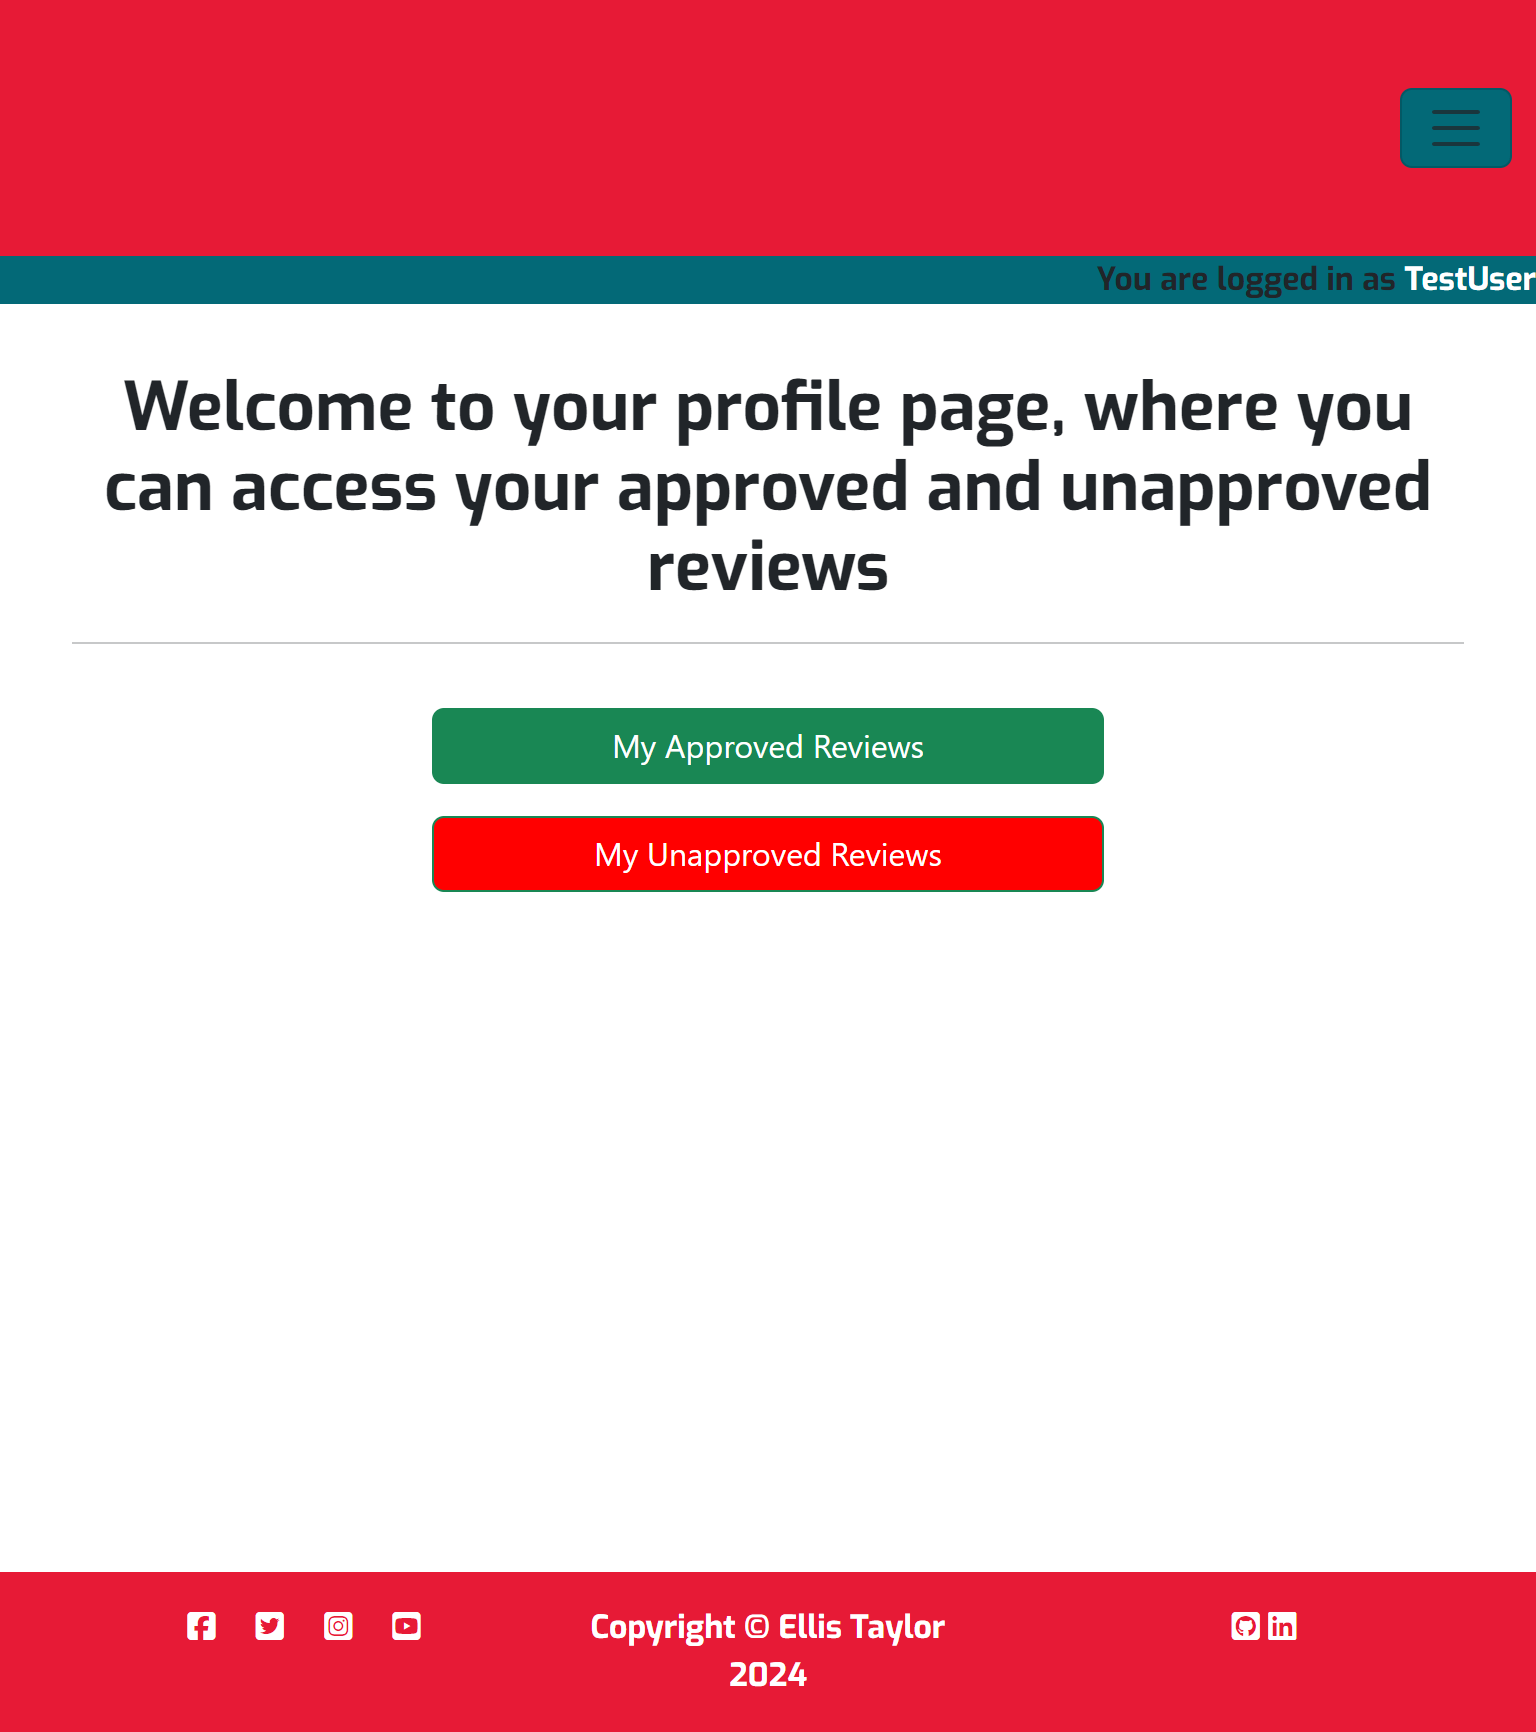 You are logged in as TestUser
Welcome to your profile page, where you
can access your approved and unapproved
reviews
My Approved Reviews
My Unapproved Reviews
Copyright © Ellis Taylor
2024